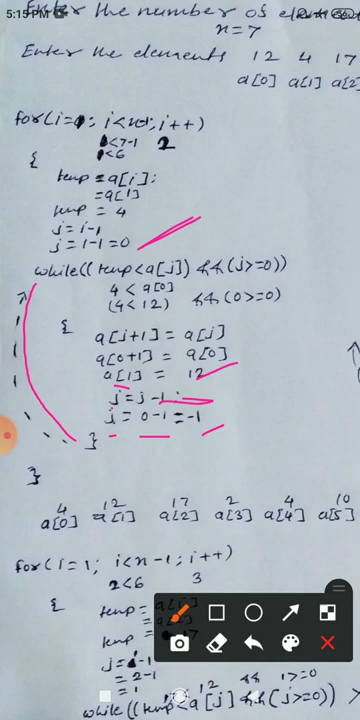 5:15 PM
Enter the number of
n=7
Enter the elements 12 4 17
a[0] a[1] a[2]
for(i= ; i<n-1; i++)
1<7-1 2
1<6
{
temp = a[i];
= a[1]
temp = 4
j = i-1
j = 1-1 = 0
while((temp<a[j]) && (j>=0))
4 < a[0]
(4<12) && (0>=0)
{
a[j+1] = a[j]
a[0+1] = a[0]
a[1] = 12
j = j-1;
j = 0-1 = -1
}
}
4 12 17 2 4 10
a[0] a[1] a[2] a[3] a[4] a[5]
for(i=1; i<n-1; i++)
2<6 3
{
temp =
temp =
j = i-1
= 2-1
= 1
12 && 1>=0
while((temp<a[j] && (j>=0))